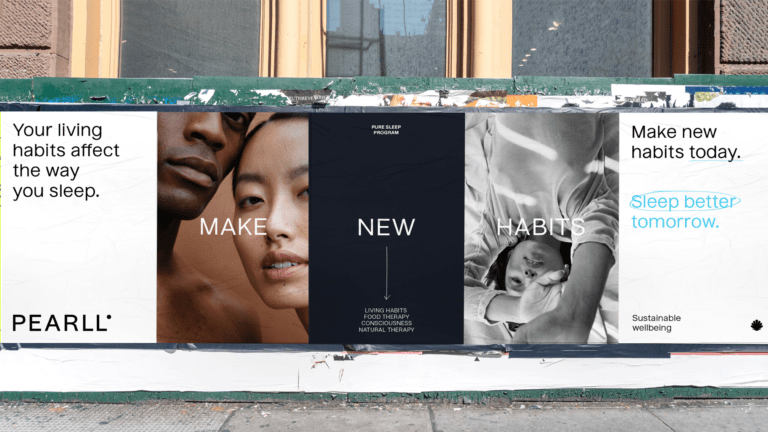 Your living
habits affect
the way
you sleep.
PEARLL
MAKE
PURE SLEEP
PROGRAM
NEW
LIVING HABITS
FOOD THERAPY
CONSCIOUSNESS
NATURAL THERAPY
HABITS
Make new
habits today.
Sleep better
tomorrow.
Sustainable
wellbeing